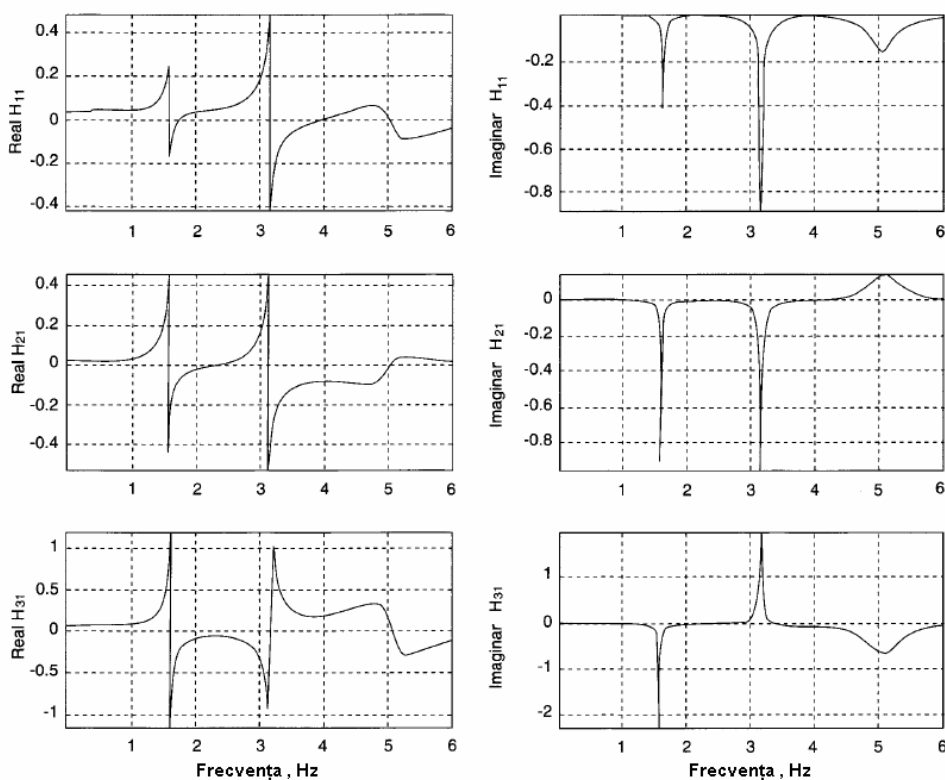 0.4
0.2
0
-0.2
-0.4
Real H11
1 2 3 4 5 6
-0.2
-0.4
-0.6
-0.8
Imaginar H11
1 2 3 4 5 6
0.4
0.2
0
-0.2
-0.4
Real H21
1 2 3 4 5 6
0
-0.2
-0.4
-0.6
-0.8
Imaginar H21
1 2 3 4 5 6
1
0.5
0
-0.5
-1
Real H31
1 2 3 4 5 6
Frecvența , Hz
1
0
-1
-2
Imaginar H31
1 2 3 4 5 6
Frecvența , Hz